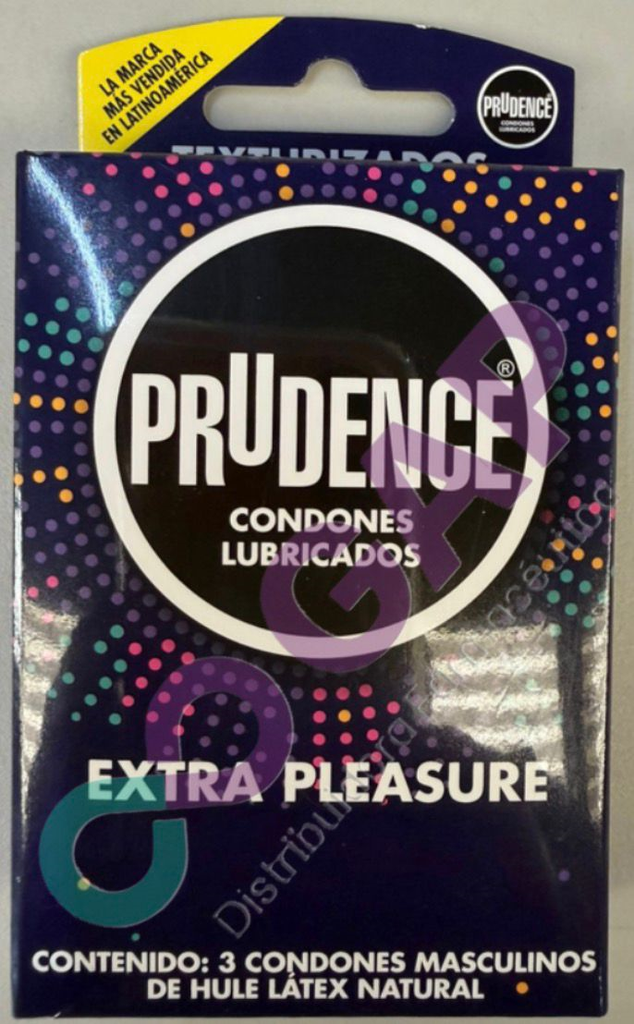 LA MARCA
MÁS VENDIDA
EN LATINOAMÉRICA
PRUDENCE
CONDONES
LUBRICADOS
TEXTURIZADOS
PRUDENCE®
CONDONES
LUBRICADOS
GAP
EXTRA PLEASURE
CONTENIDO: 3 CONDONES MASCULINOS
DE HULE LÁTEX NATURAL